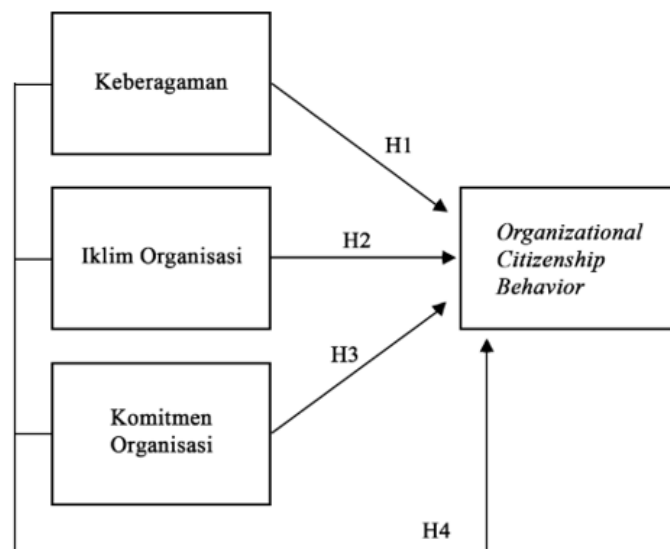 Keberagaman
H1
Iklim Organisasi
H2
Organizational
Citizenship
Behavior
H3
Komitmen
Organisasi
H4